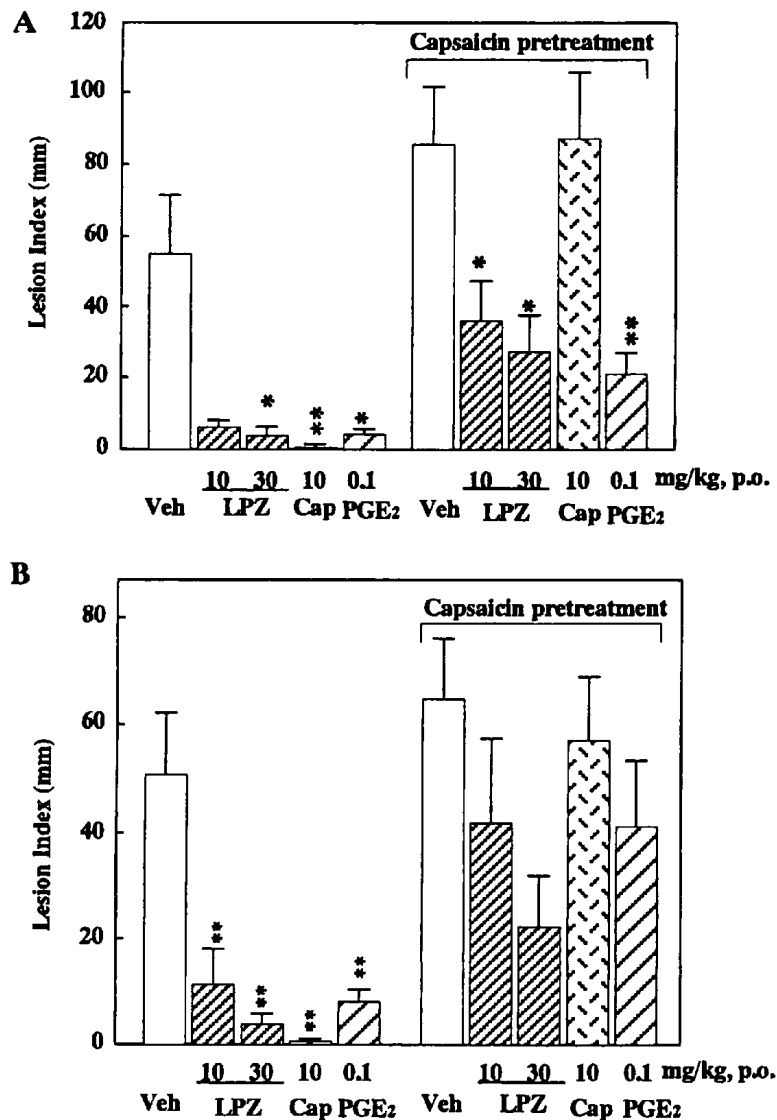 A
120
100
80
60
40
20
0
Lesion Index (mm)
Capsaicin pretreatment
*
**
*
*
*
**
10 30 10 0.1 10 30 10 0.1 mg/kg, p.o.
Veh LPZ Cap PGE2 Veh LPZ Cap PGE2
B
80
60
40
20
0
Lesion Index (mm)
Capsaicin pretreatment
**
**
**
**
10 30 10 0.1 10 30 10 0.1 mg/kg, p.o.
Veh LPZ Cap PGE2 Veh LPZ Cap PGE2